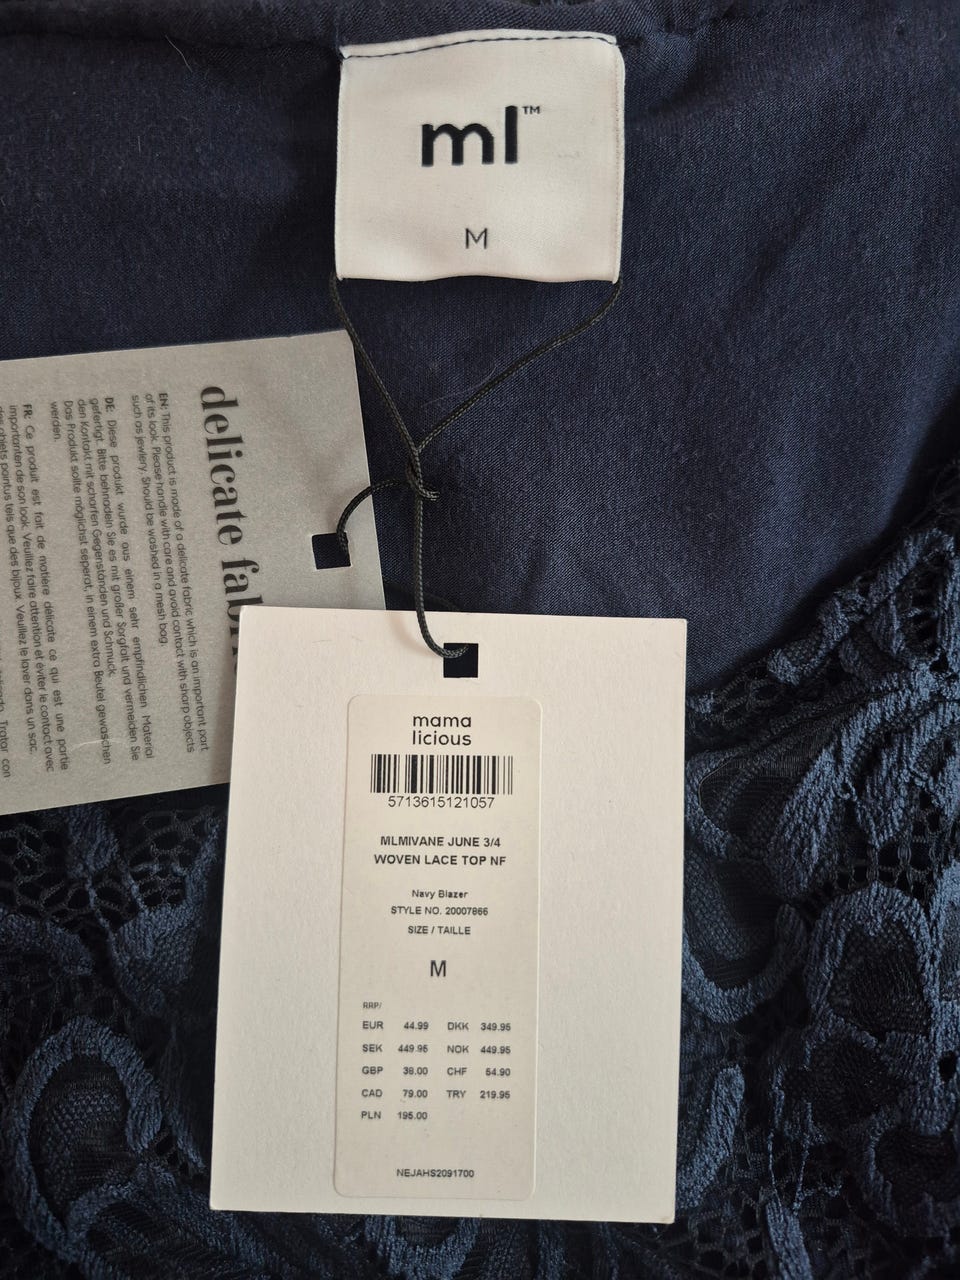 ml™
M
delicate
EN: This product is made of a delicate fabric which is an important part
of its look. Please handle with care and avoid contact with sharp objects
such as jewlery. Should be washed in a mesh bag.
DE: Diese produkt wurde aus einem sehr empfindlichen Material
gefertigt. Bitte behnadeln Sie es mit großer Sorgfalt und vermeiden Sie
den Kontakt mit scharfen Gegenständen und Schmuck.
Das Produkt sollte möglichst seperat, in einem extra Beutel gewaschen
werden.
FR: Ce produit est fait de matière délicate ce qui est une partie
importanten de son look. Veuillez faire attention et éviter le contact avec
des objets pointus tels que des bijoux. Veuillez le laver dans un sac.
Tratar con
mama
licious
5713615121057
MLMIVANE JUNE 3/4
WOVEN LACE TOP NF
Navy Blazer
STYLE NO. 20007866
SIZE / TAILLE
M
RRP/
EUR 44.99 DKK 349.95
SEK 449.95 NOK 449.95
GBP 38.00 CHF 54.90
CAD 79.00 TRY 219.95
PLN 195.00
NEJAHS2091700